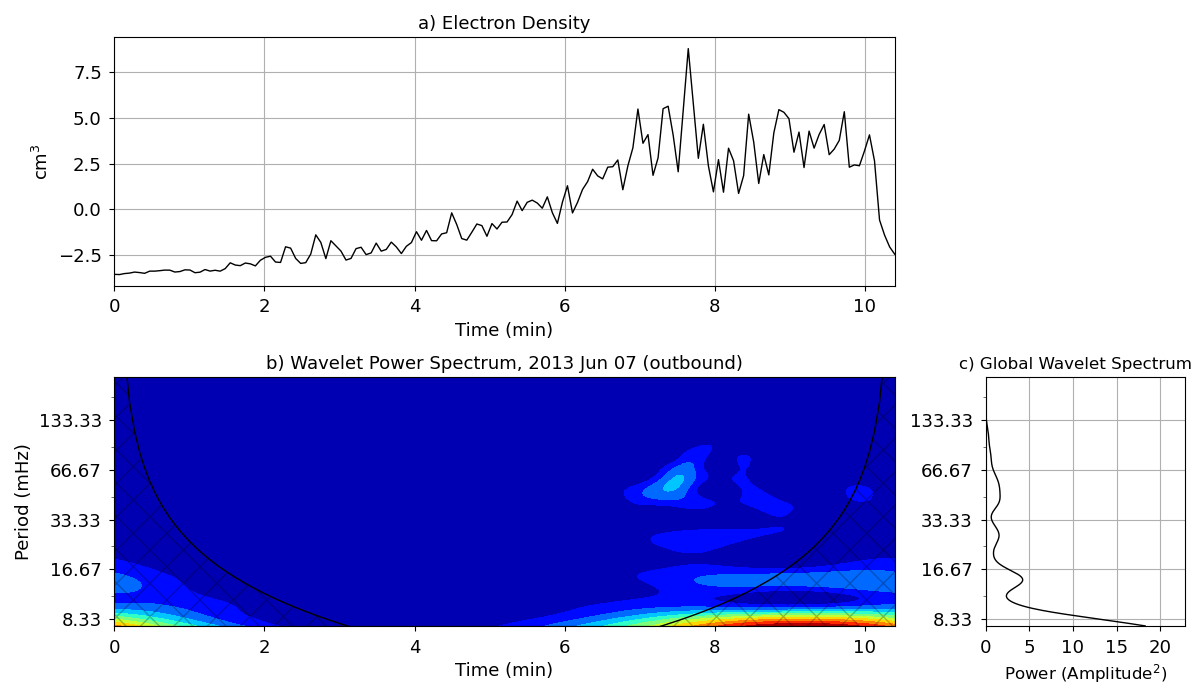 a) Electron Density
7.5
5.0
2.5
0.0
−2.5
cm³
0 2 4 6 8 10
Time (min)
b) Wavelet Power Spectrum, 2013 Jun 07 (outbound)
133.33
66.67
33.33
16.67
8.33
Period (mHz)
0 2 4 6 8 10
Time (min)
c) Global Wavelet Spectrum
133.33
66.67
33.33
16.67
8.33
0 5 10 15 20
Power (Amplitude²)